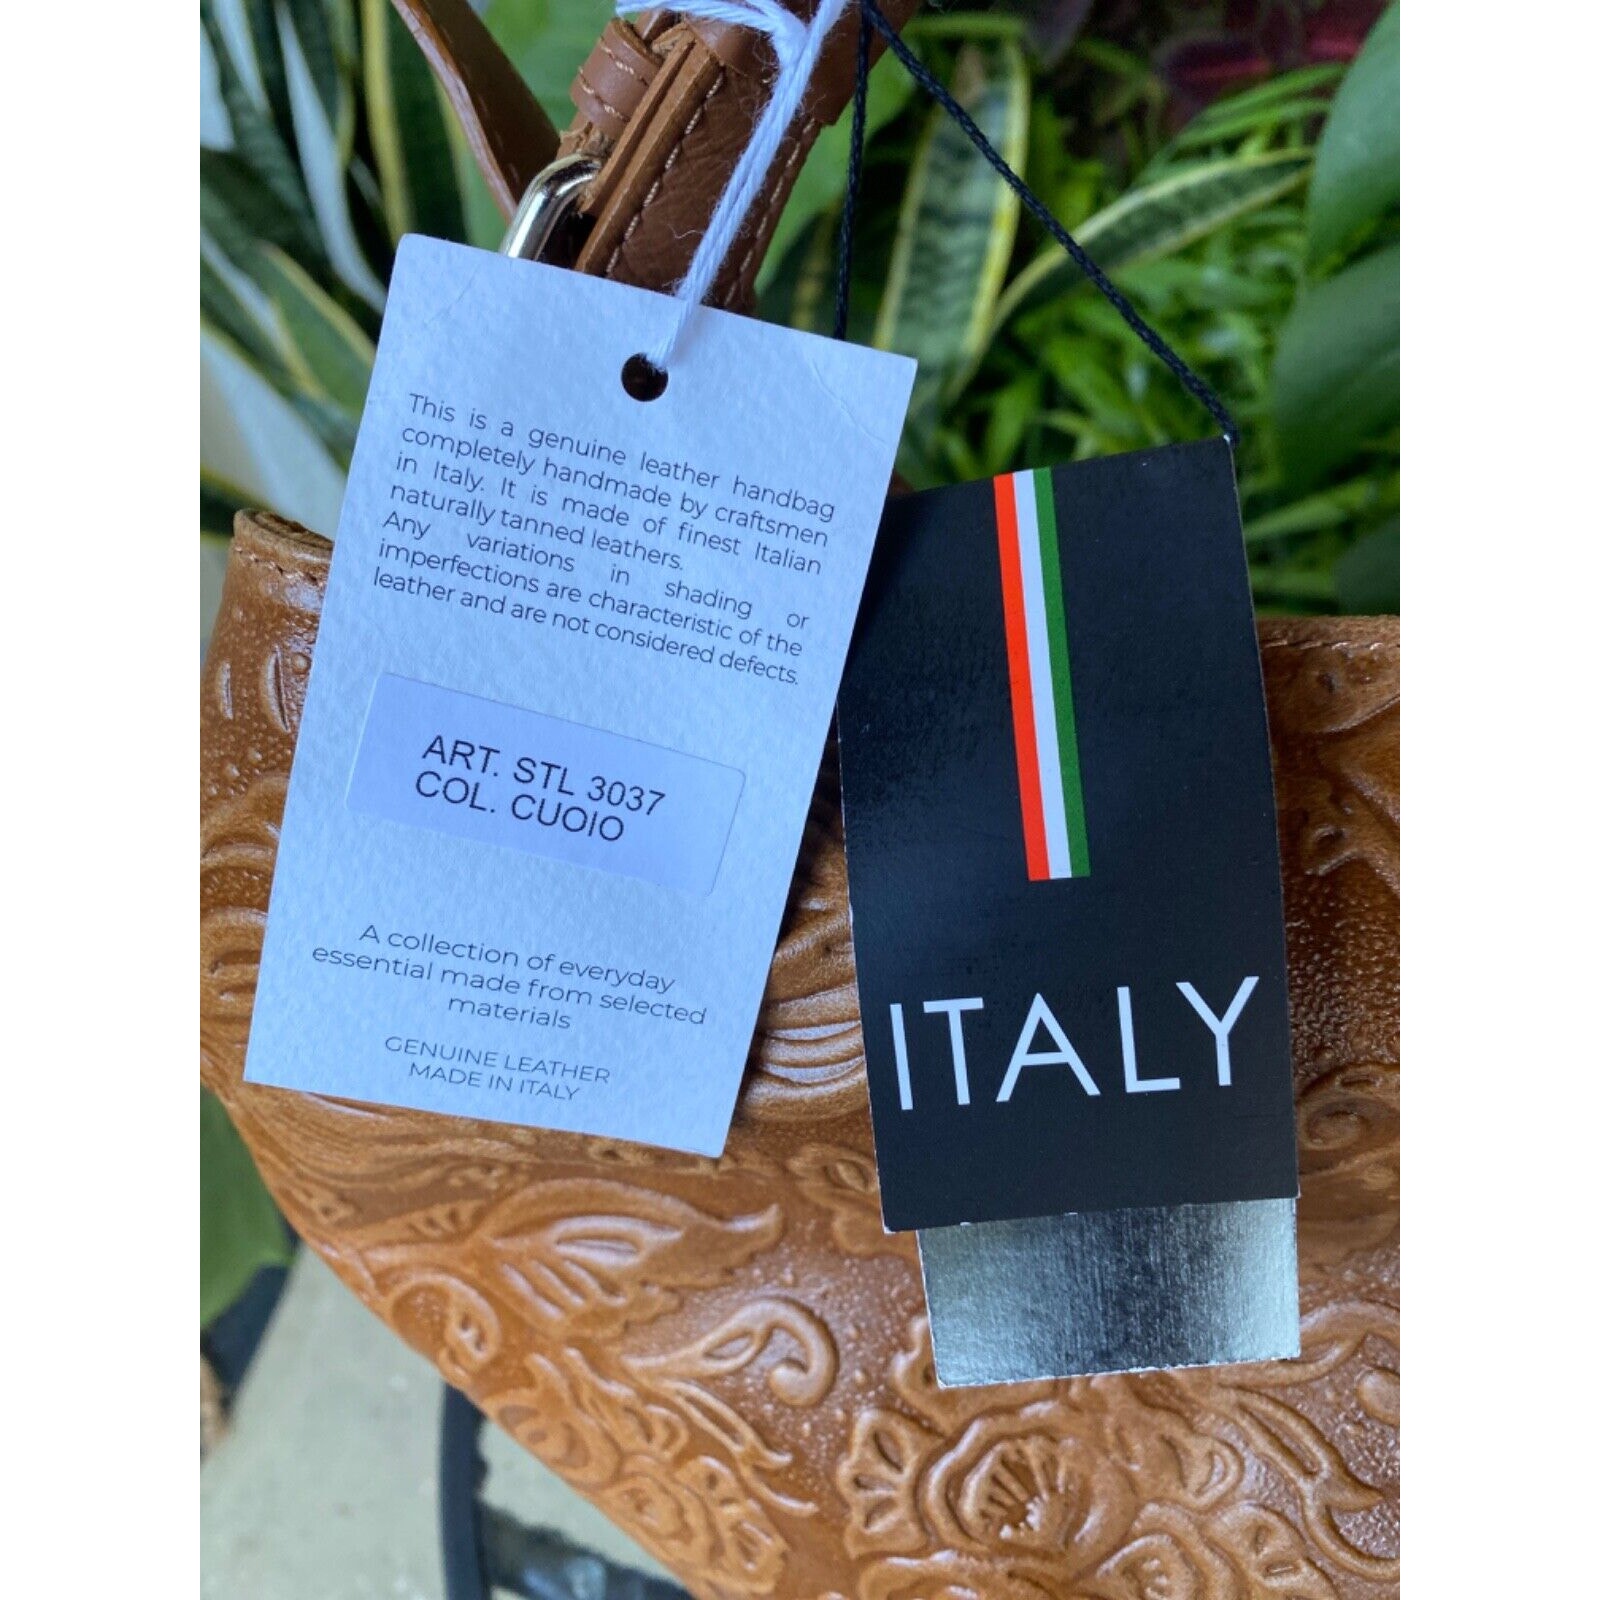 This is a genuine leather handbag
completely handmade by craftsmen
in Italy. It is made of finest Italian
naturally tanned leathers.
Any variations in shading or
imperfections are characteristic of the
leather and are not considered defects.
ART. STL 3037
COL. CUOIO
A collection of everyday
essential made from selected
materials
GENUINE LEATHER
MADE IN ITALY
ITALY